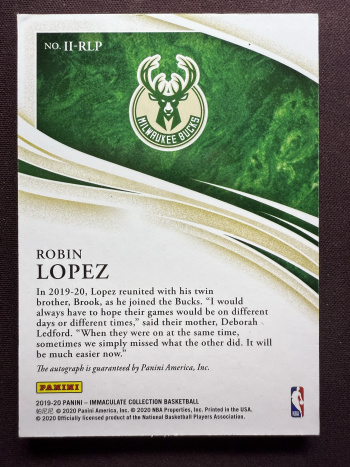 NO. II-RLP
MILWAUKEE BUCKS
ROBIN
LOPEZ
In 2019-20, Lopez reunited with his twin
brother, Brook, as he joined the Bucks. “I would
always have to hope their games would be on different
days or different times,” said their mother, Deborah
Ledford. “When they were on at the same time,
sometimes we simply missed what the other did. It will
be much easier now.”
The autograph is guaranteed by Panini America, Inc.
PANINI
2019-20 PANINI – IMMACULATE COLLECTION BASKETBALL
帕尼尼 © 2020 Panini America, Inc. © 2020 NBA Properties, Inc. Printed in the USA.
© 2020 Officially licensed product of the National Basketball Players Association.